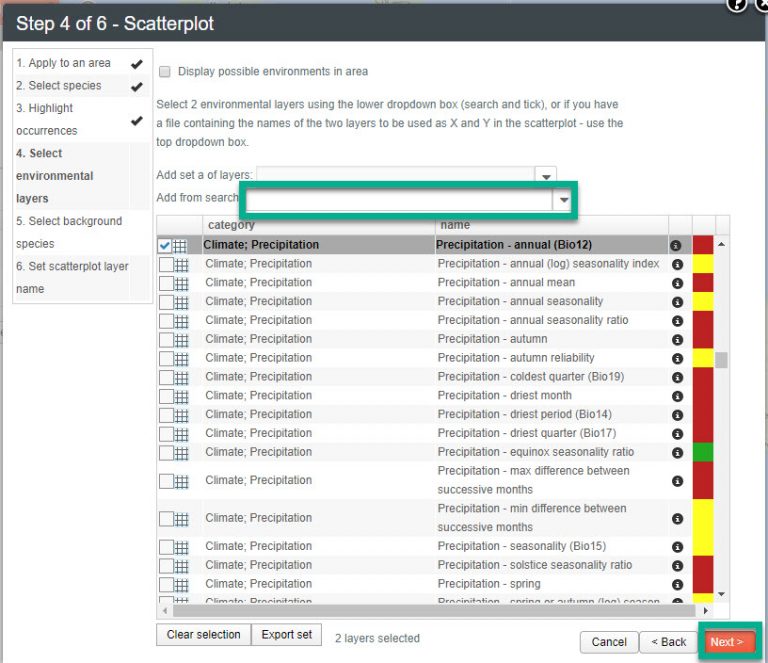 Step 4 of 6 - Scatterplot
?
x
1. Apply to an area
2. Select species
3. Highlight
occurrences
4. Select
environmental
layers
5. Select background
species
6. Set scatterplot layer
name
Display possible environments in area
Select 2 environmental layers using the lower dropdown box (search and tick), or if you have
a file containing the names of the two layers to be used as X and Y in the scatterplot - use the
top dropdown box.
Add set a of layers:
Add from search
category name
Climate; Precipitation Precipitation - annual (Bio12)
Climate; Precipitation Precipitation - annual (log) seasonality index
Climate; Precipitation Precipitation - annual mean
Climate; Precipitation Precipitation - annual seasonality
Climate; Precipitation Precipitation - annual seasonality ratio
Climate; Precipitation Precipitation - autumn
Climate; Precipitation Precipitation - autumn reliability
Climate; Precipitation Precipitation - coldest quarter (Bio19)
Climate; Precipitation Precipitation - driest month
Climate; Precipitation Precipitation - driest period (Bio14)
Climate; Precipitation Precipitation - driest quarter (Bio17)
Climate; Precipitation Precipitation - equinox seasonality ratio
Climate; Precipitation Precipitation - max difference between
successive months
Climate; Precipitation Precipitation - min difference between
successive months
Climate; Precipitation Precipitation - seasonality (Bio15)
Climate; Precipitation Precipitation - solstice seasonality ratio
Climate; Precipitation Precipitation - spring
Climate; Precipitation Precipitation - spring or autumn (log) season
Clear selection Export set 2 layers selected
Cancel < Back Next >